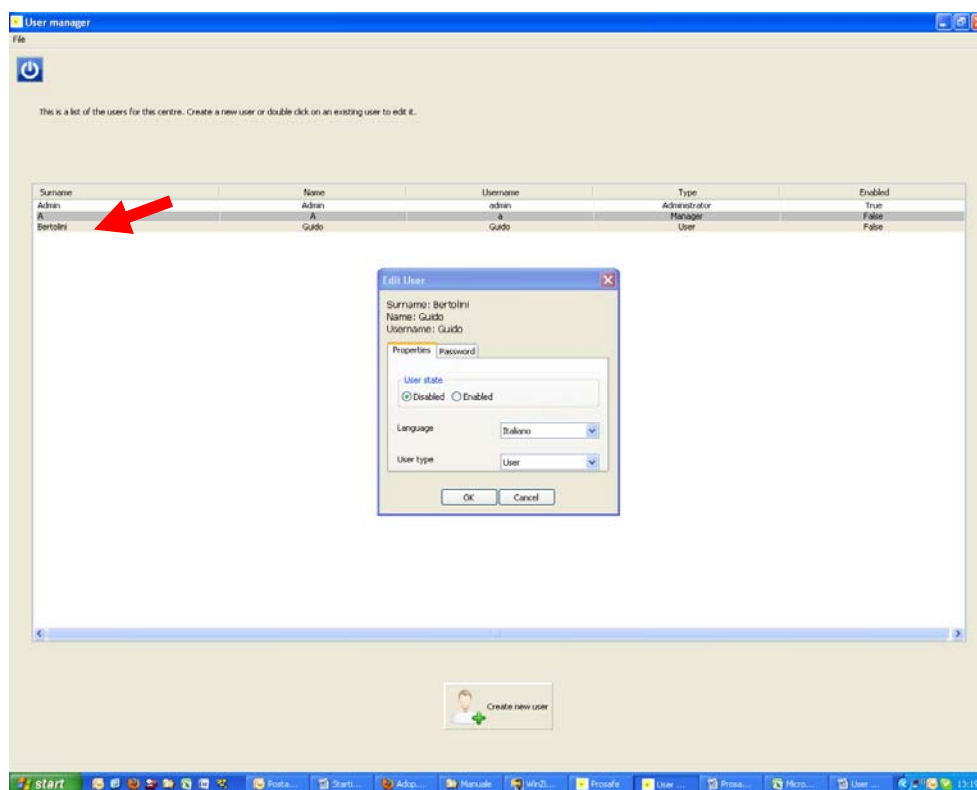 User manager
File
This is a list of the users for this centre. Create a new user or double click on an existing user to edit it.
Surname Name Username Type Enabled
Admin Admin admin Administrator True
A A a Manager False
Bertolini Guido Guido User False
Edit User
Surname: Bertolini
Name: Guido
Username: Guido
Properties Password
User state
Disabled Enabled
Language Italiano
User type User
OK Cancel
Create new user
start Posta... Starti... Adop... Manuale WinZi... Prosafe User ... Prosa... Micro... User ... 13:19